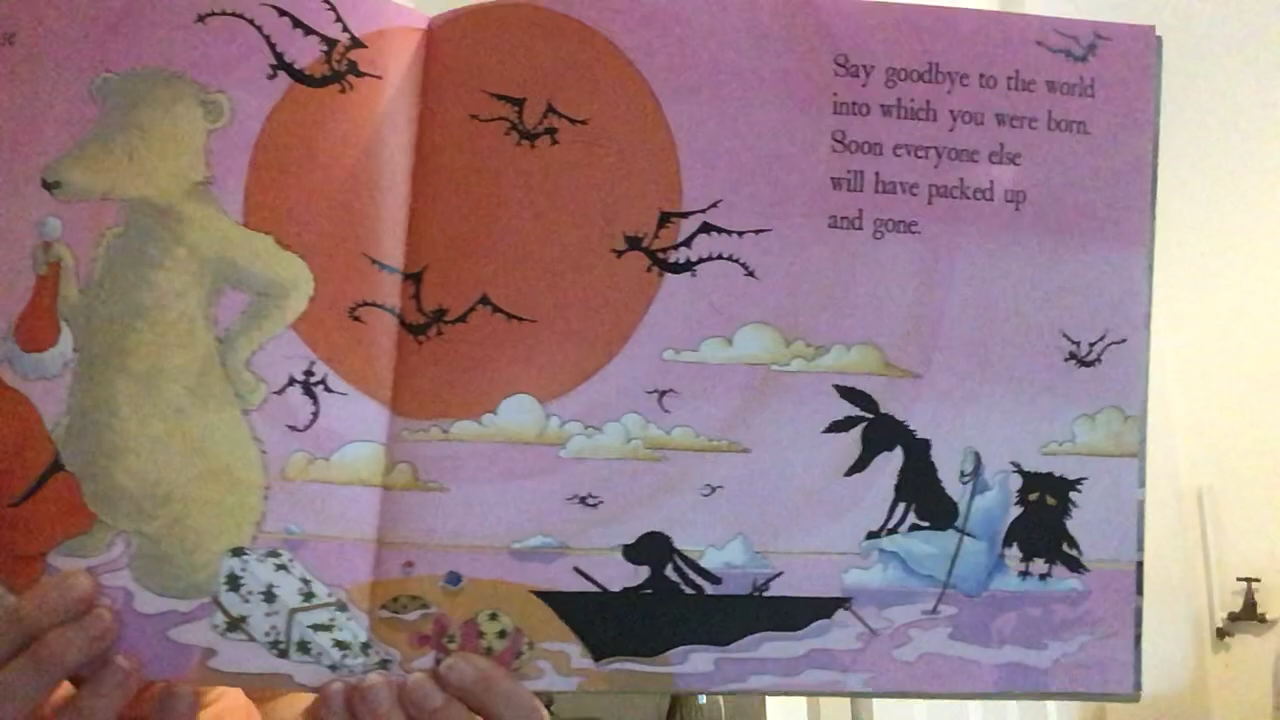 se
Say goodbye to the world
into which you were born.
Soon everyone else
will have packed up
and gone.